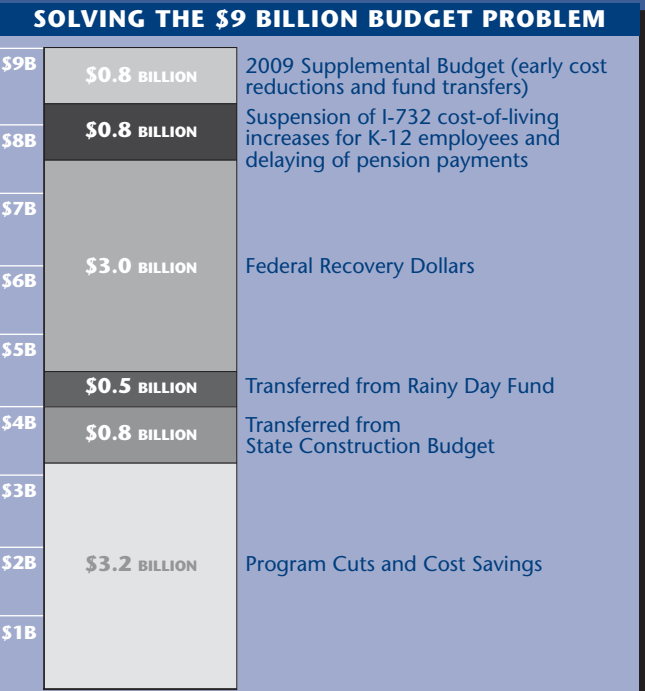 SOLVING THE $9 BILLION BUDGET PROBLEM
$9B
$0.8 BILLION
2009 Supplemental Budget (early cost
reductions and fund transfers)
$8B
$0.8 BILLION
Suspension of I-732 cost-of-living
increases for K-12 employees and
delaying of pension payments
$7B
$6B
$3.0 BILLION
Federal Recovery Dollars
$5B
$0.5 BILLION
Transferred from Rainy Day Fund
$4B
$0.8 BILLION
Transferred from
State Construction Budget
$3B
$2B
$3.2 BILLION
Program Cuts and Cost Savings
$1B